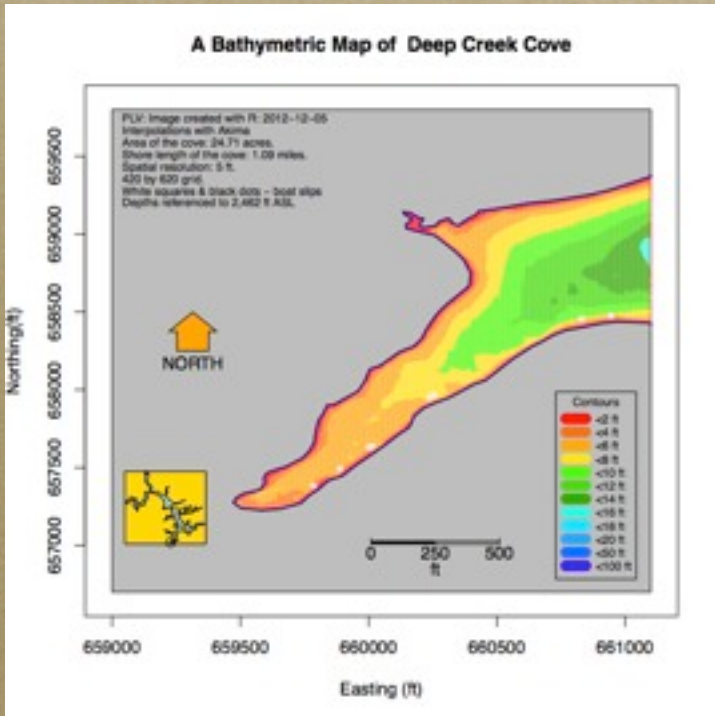 A Bathymetric Map of Deep Creek Cove
PLV: Image created with R: 2012-12-05
Interpolations with Akima
Area of the cove: 24.71 acres.
Shore length of the cove: 1.09 miles.
Spatial resolution: 5 ft.
420 by 620 grid.
White squares & black dots - boat slips
Depths referenced to 2,462 ft ASL
Northing(ft)
659500
659000
658500
658000
657500
657000
NORTH
Contours
<2 ft
<4 ft
<6 ft
<8 ft
<10 ft
<12 ft
<14 ft
<16 ft
<18 ft
<20 ft
<50 ft
<100 ft
0 250 500
ft
659000 659500 660000 660500 661000
Easting (ft)